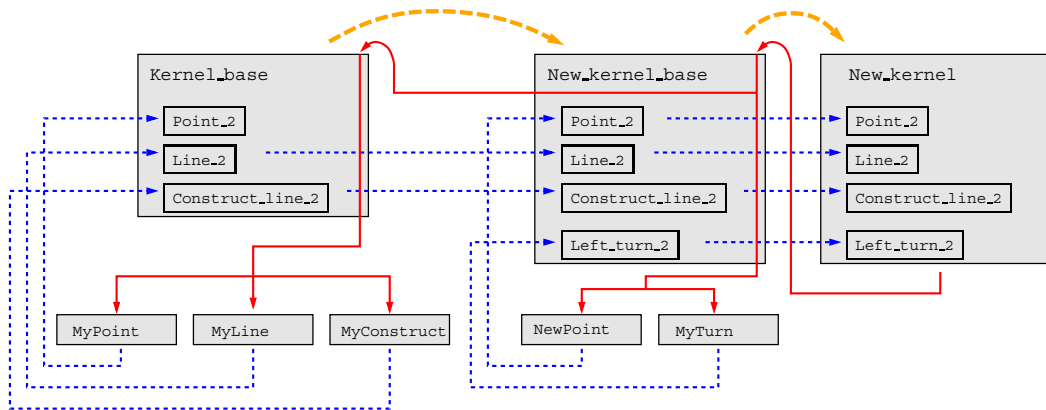 Kernel_base
Point_2
Line_2
Construct_line_2
New_kernel_base
Point_2
Line_2
Construct_line_2
Left_turn_2
New_kernel
Point_2
Line_2
Construct_line_2
Left_turn_2
MyPoint
MyLine
MyConstruct
NewPoint
MyTurn